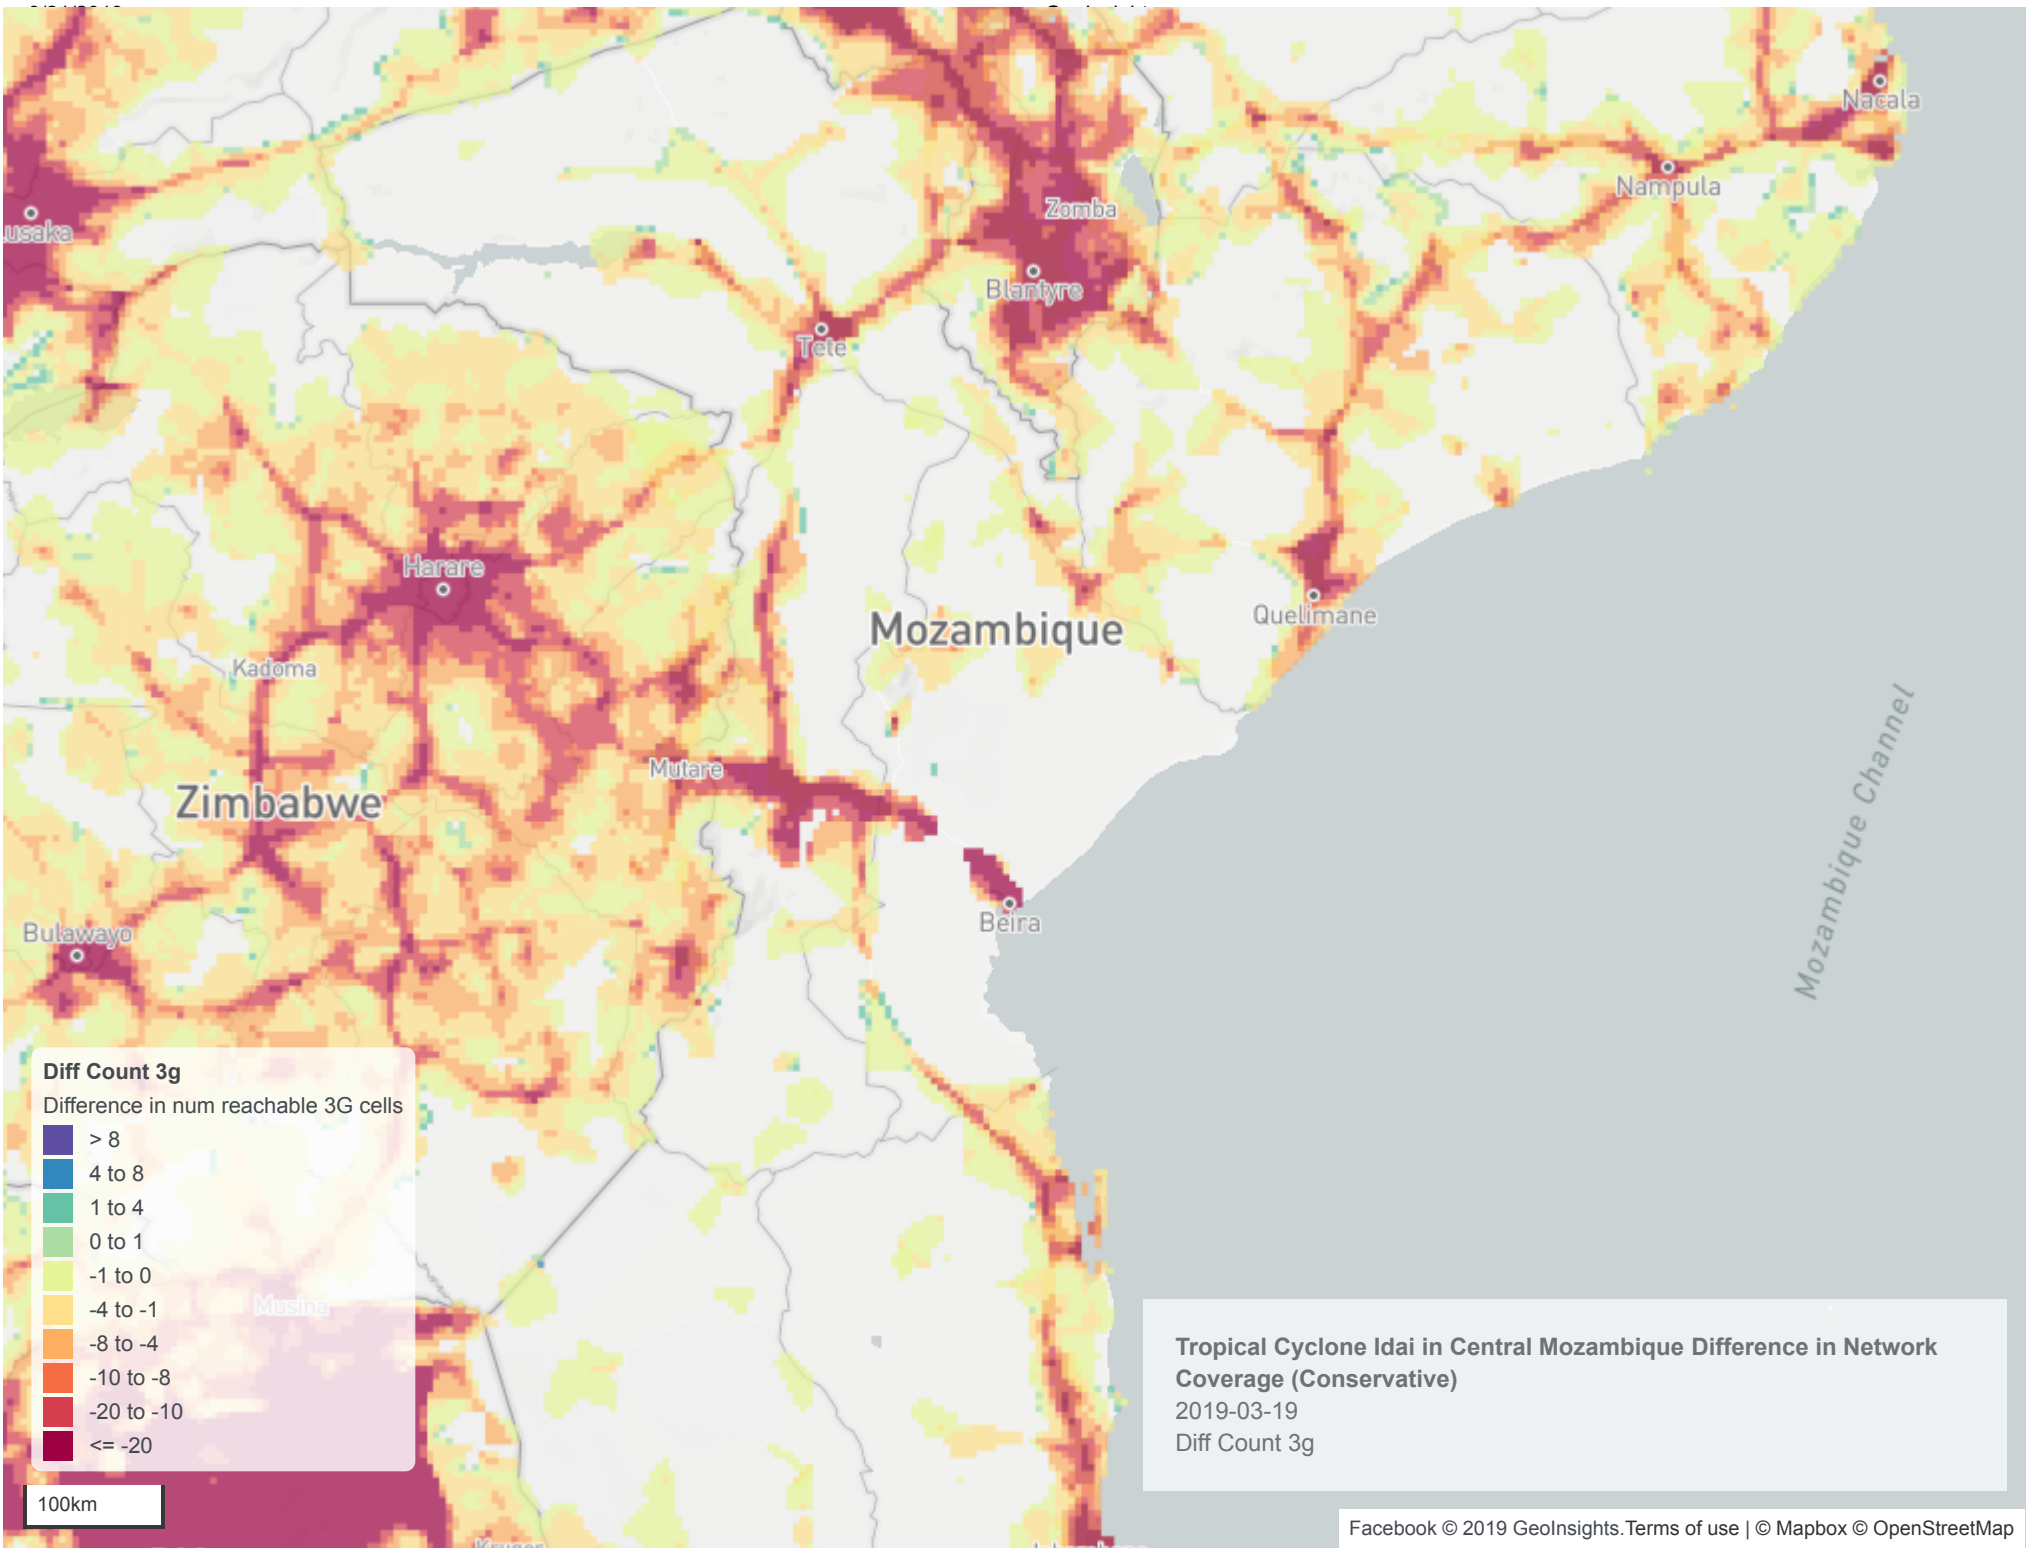 Nacala
Nampula
Zomba
usaka
Blantyre
Tete
Harare
Quelimane
Mozambique
Kadoma
Mutare
Zimbabwe
Mozambique Channel
Beira
Bulawayo
Diff Count 3g
Difference in num reachable 3G cells
> 8
4 to 8
1 to 4
0 to 1
-1 to 0
-4 to -1
-8 to -4
-10 to -8
-20 to -10
<= -20
Musina
Tropical Cyclone Idai in Central Mozambique Difference in Network
Coverage (Conservative)
2019-03-19
Diff Count 3g
100km
Facebook © 2019 GeoInsights.Terms of use | © Mapbox © OpenStreetMap